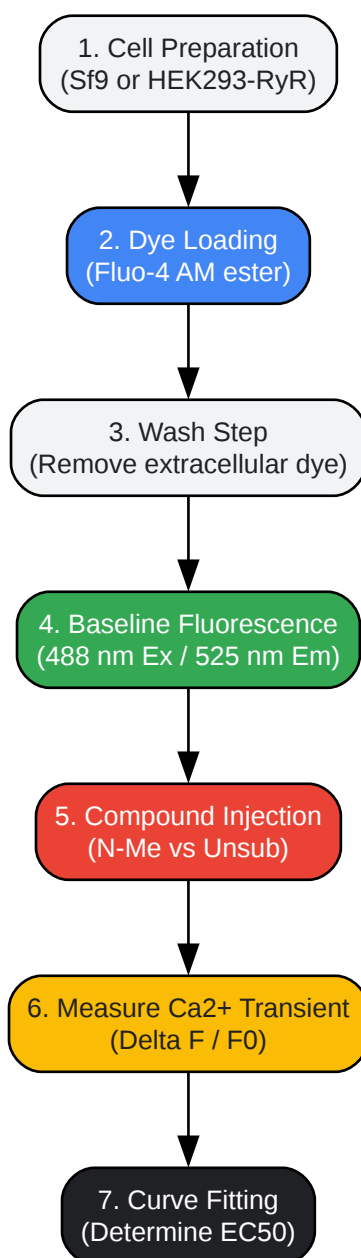 1. Cell Preparation
(Sf9 or HEK293-RyR)
2. Dye Loading
(Fluo-4 AM ester)
3. Wash Step
(Remove extracellular dye)
4. Baseline Fluorescence
(488 nm Ex / 525 nm Em)
5. Compound Injection
(N-Me vs Unsub)
6. Measure Ca2+ Transient
(Delta F / F0)
7. Curve Fitting
(Determine EC50)